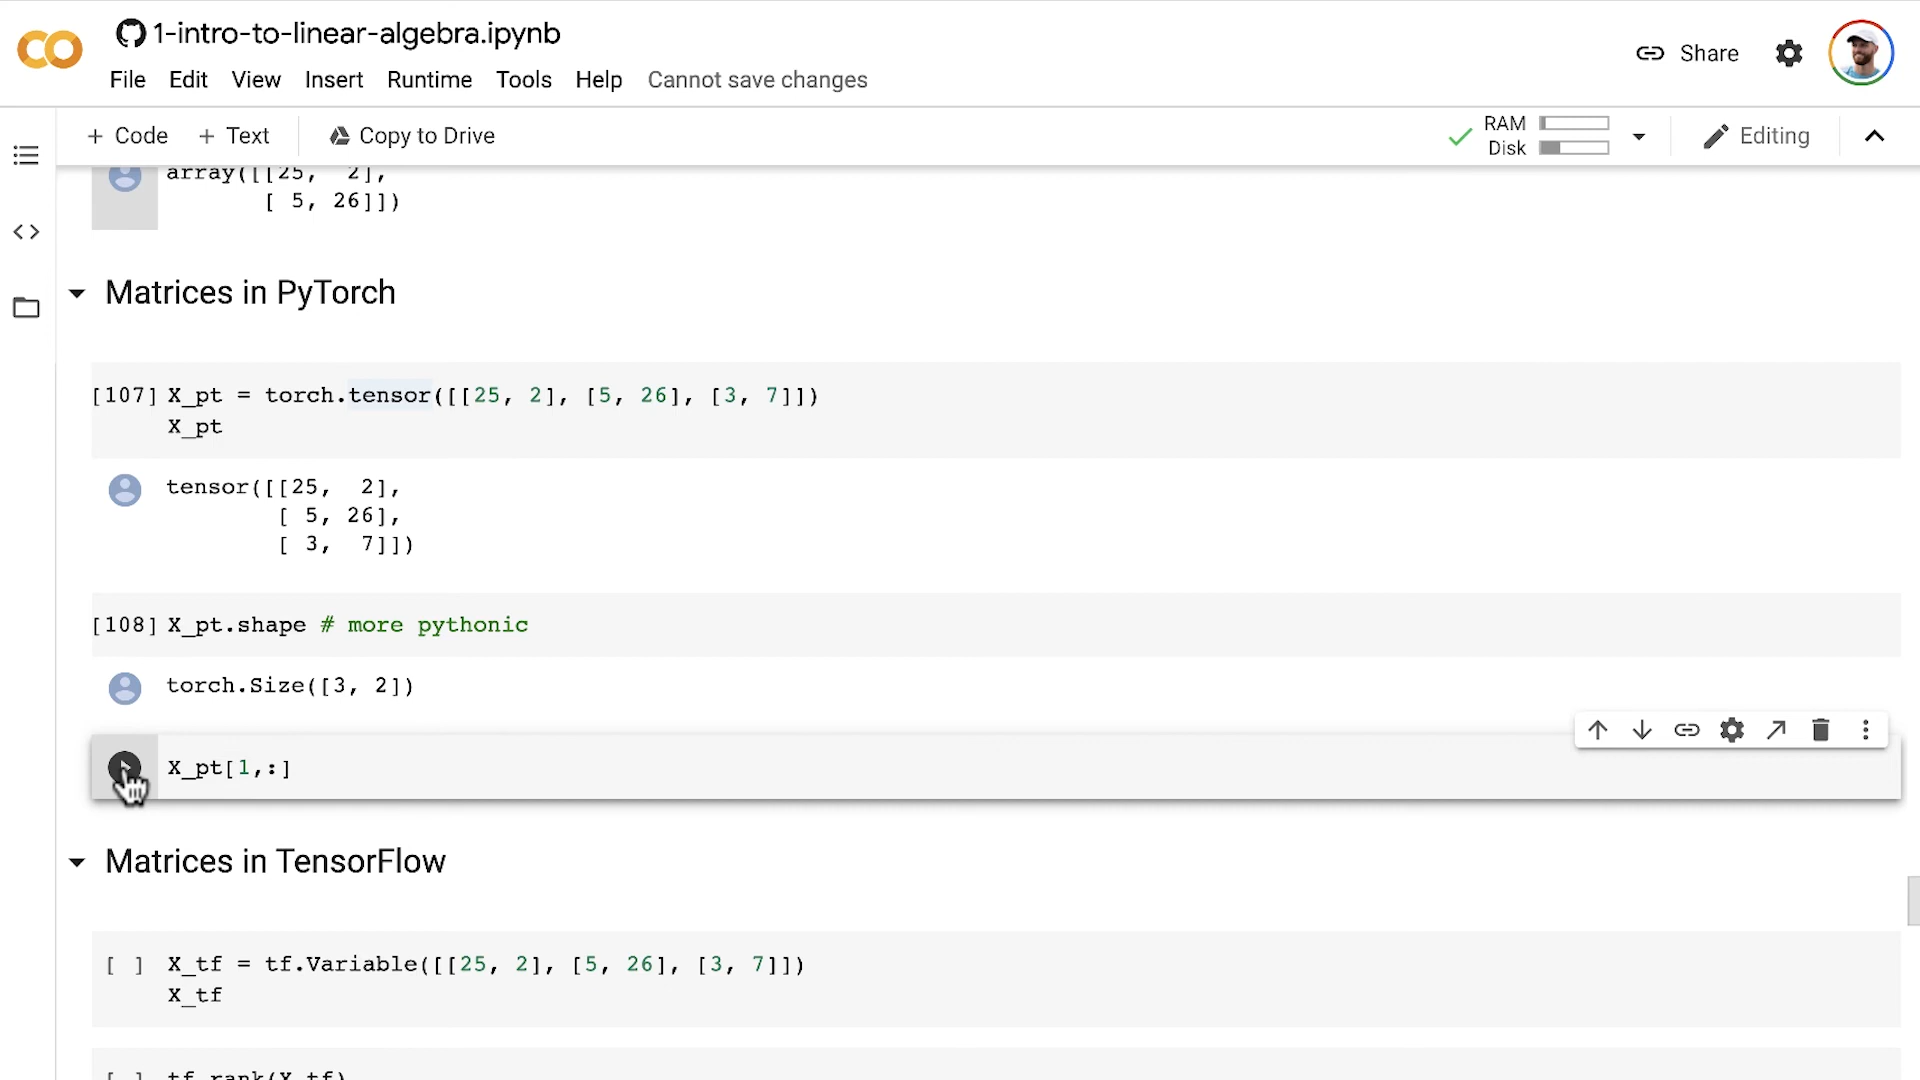 1-intro-to-linear-algebra.ipynb
File Edit View Insert Runtime Tools Help Cannot save changes
Share
+ Code + Text Copy to Drive
RAM
Disk
Editing
array([[25, 2],
[ 5, 26]])
Matrices in PyTorch
[107] X_pt = torch.tensor([[25, 2], [5, 26], [3, 7]])
X_pt
tensor([[25, 2],
[ 5, 26],
[ 3, 7]])
[108] X_pt.shape # more pythonic
torch.Size([3, 2])
X_pt[1,:]
Matrices in TensorFlow
[ ] X_tf = tf.Variable([[25, 2], [5, 26], [3, 7]])
X_tf
[ ] tf.rank(X_tf)